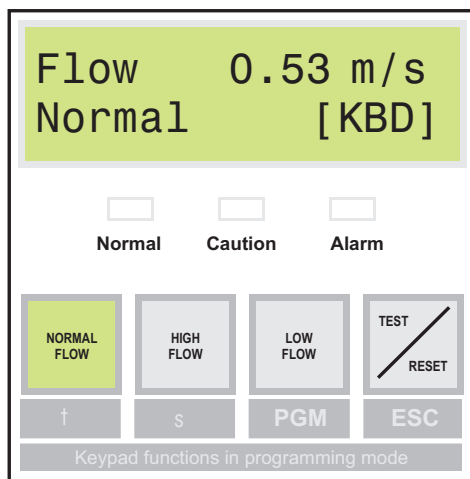 Flow 0.53 m/s
Normal [KBD]
Normal Caution Alarm
NORMAL FLOW
HIGH FLOW
LOW FLOW
TEST / RESET
† s PGM ESC
Keypad functions in programming mode